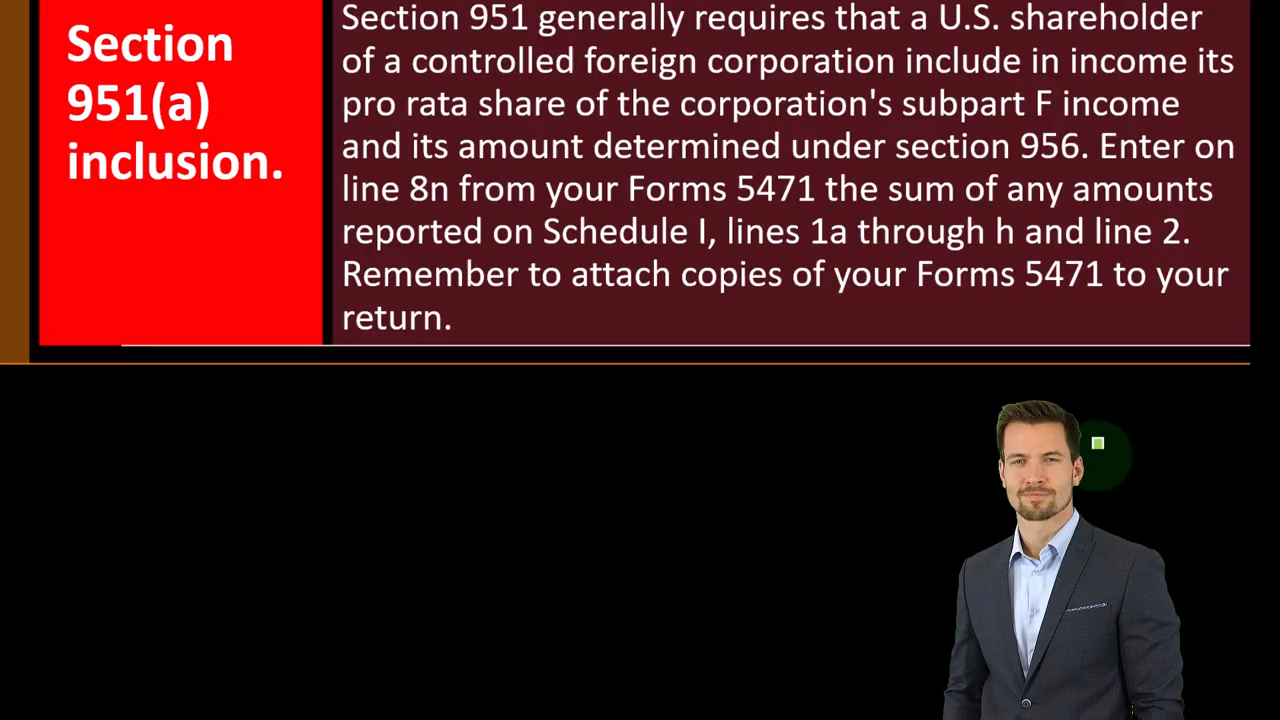 Section
951(a)
inclusion.
Section 951 generally requires that a U.S. shareholder
of a controlled foreign corporation include in income its
pro rata share of the corporation's subpart F income
and its amount determined under section 956. Enter on
line 8n from your Forms 5471 the sum of any amounts
reported on Schedule I, lines 1a through h and line 2.
Remember to attach copies of your Forms 5471 to your
return.